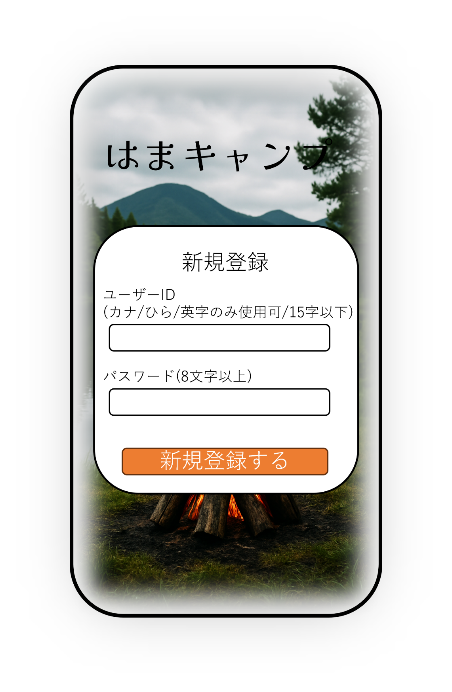 はまキャンプ
新規登録
ユーザーID
(カナ/ひら/英字のみ使用可/15字以下)
パスワード(8文字以上)
新規登録する